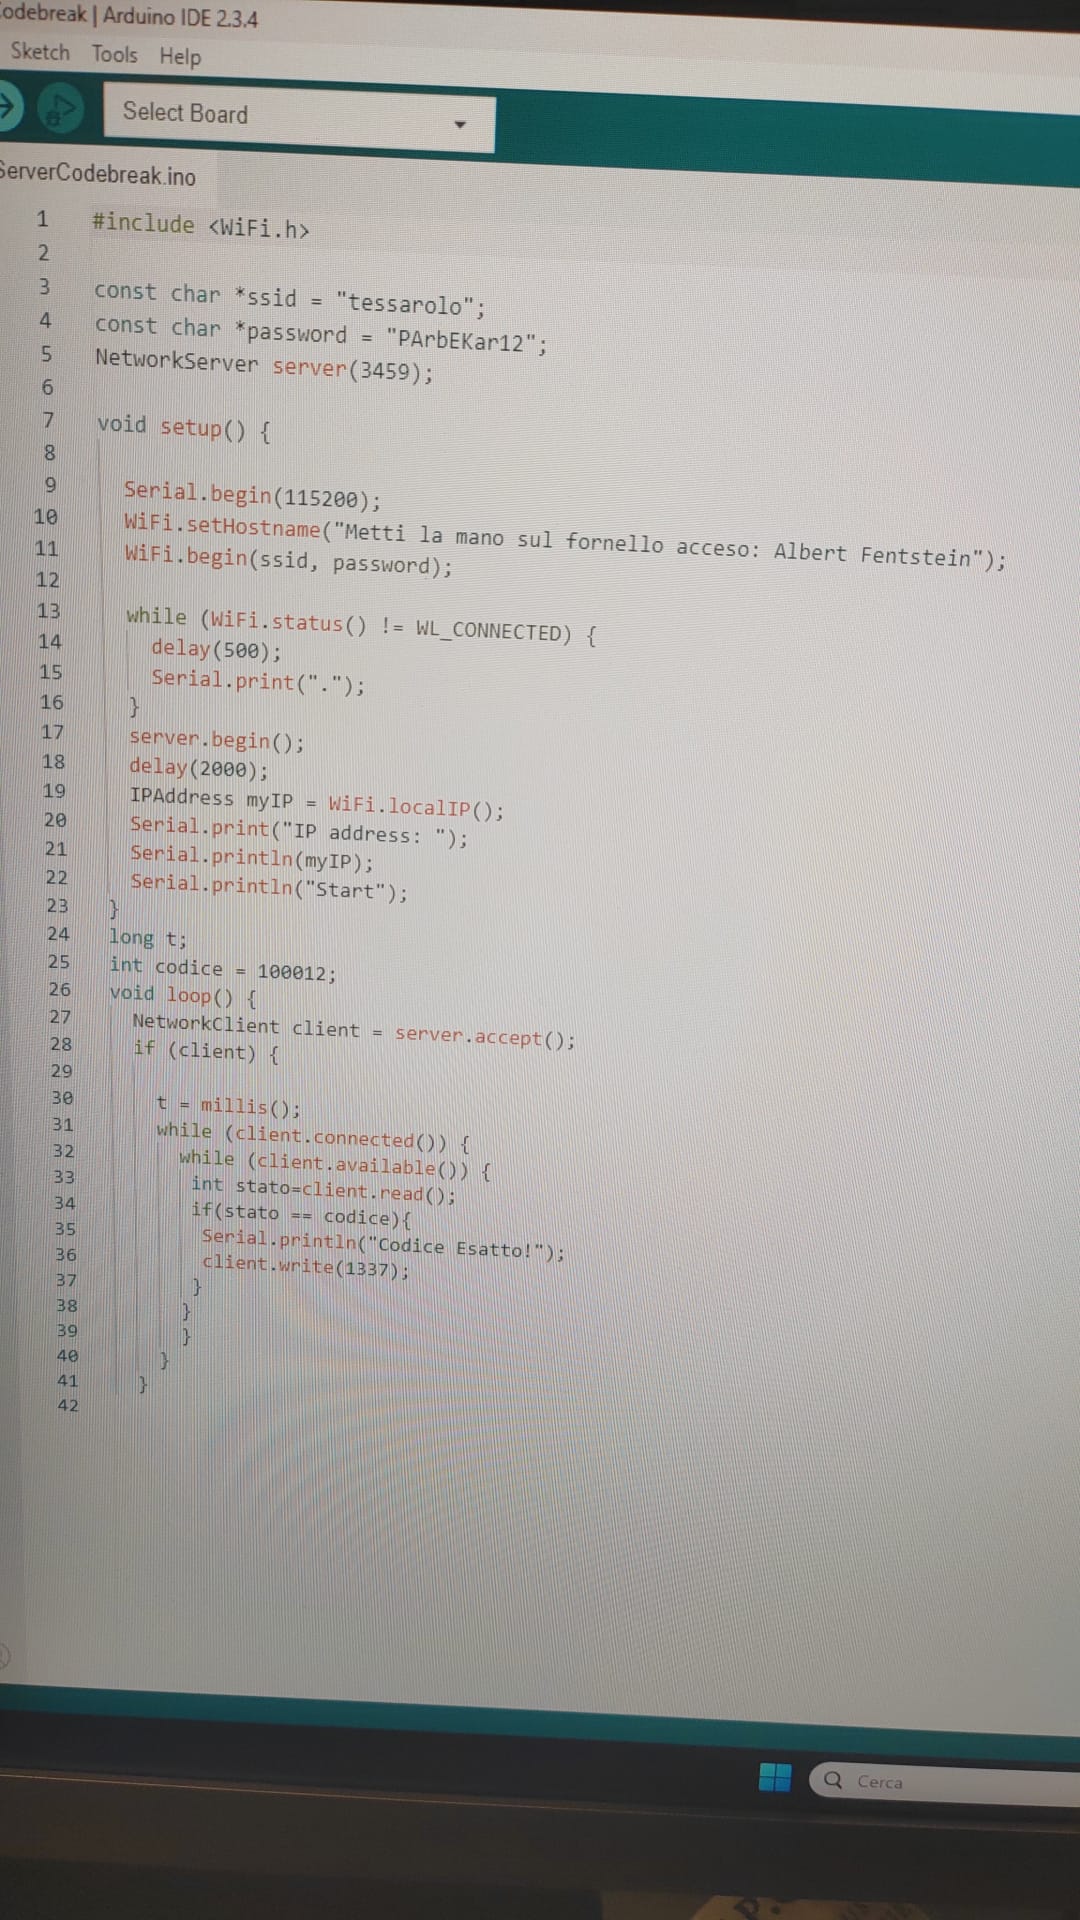 Codebreak | Arduino IDE 2.3.4
Sketch Tools Help
Select Board
ServerCodebreak.ino
1 #include <WiFi.h>
2
3 const char *ssid = "tessarolo";
4 const char *password = "PArbEKar12";
5 NetworkServer server(3459);
6
7 void setup() {
8
9 Serial.begin(115200);
10 WiFi.setHostname("Metti la mano sul fornello acceso: Albert Fentstein");
11 WiFi.begin(ssid, password);
12
13 while (WiFi.status() != WL_CONNECTED) {
14 delay(500);
15 Serial.print(".");
16 }
17 server.begin();
18 delay(2000);
19 IPAddress myIP = WiFi.localIP();
20 Serial.print("IP address: ");
21 Serial.println(myIP);
22 Serial.println("Start");
23 }
24 long t;
25 int codice = 100012;
26 void loop() {
27 NetworkClient client = server.accept();
28 if (client) {
29
30 t = millis();
31 while (client.connected()) {
32 while (client.available()) {
33 int stato=client.read();
34 if(stato == codice){
35 Serial.println("Codice Esatto!");
36 client.write(1337);
37 }
38 }
39 }
40 }
41 }
42
Cerca